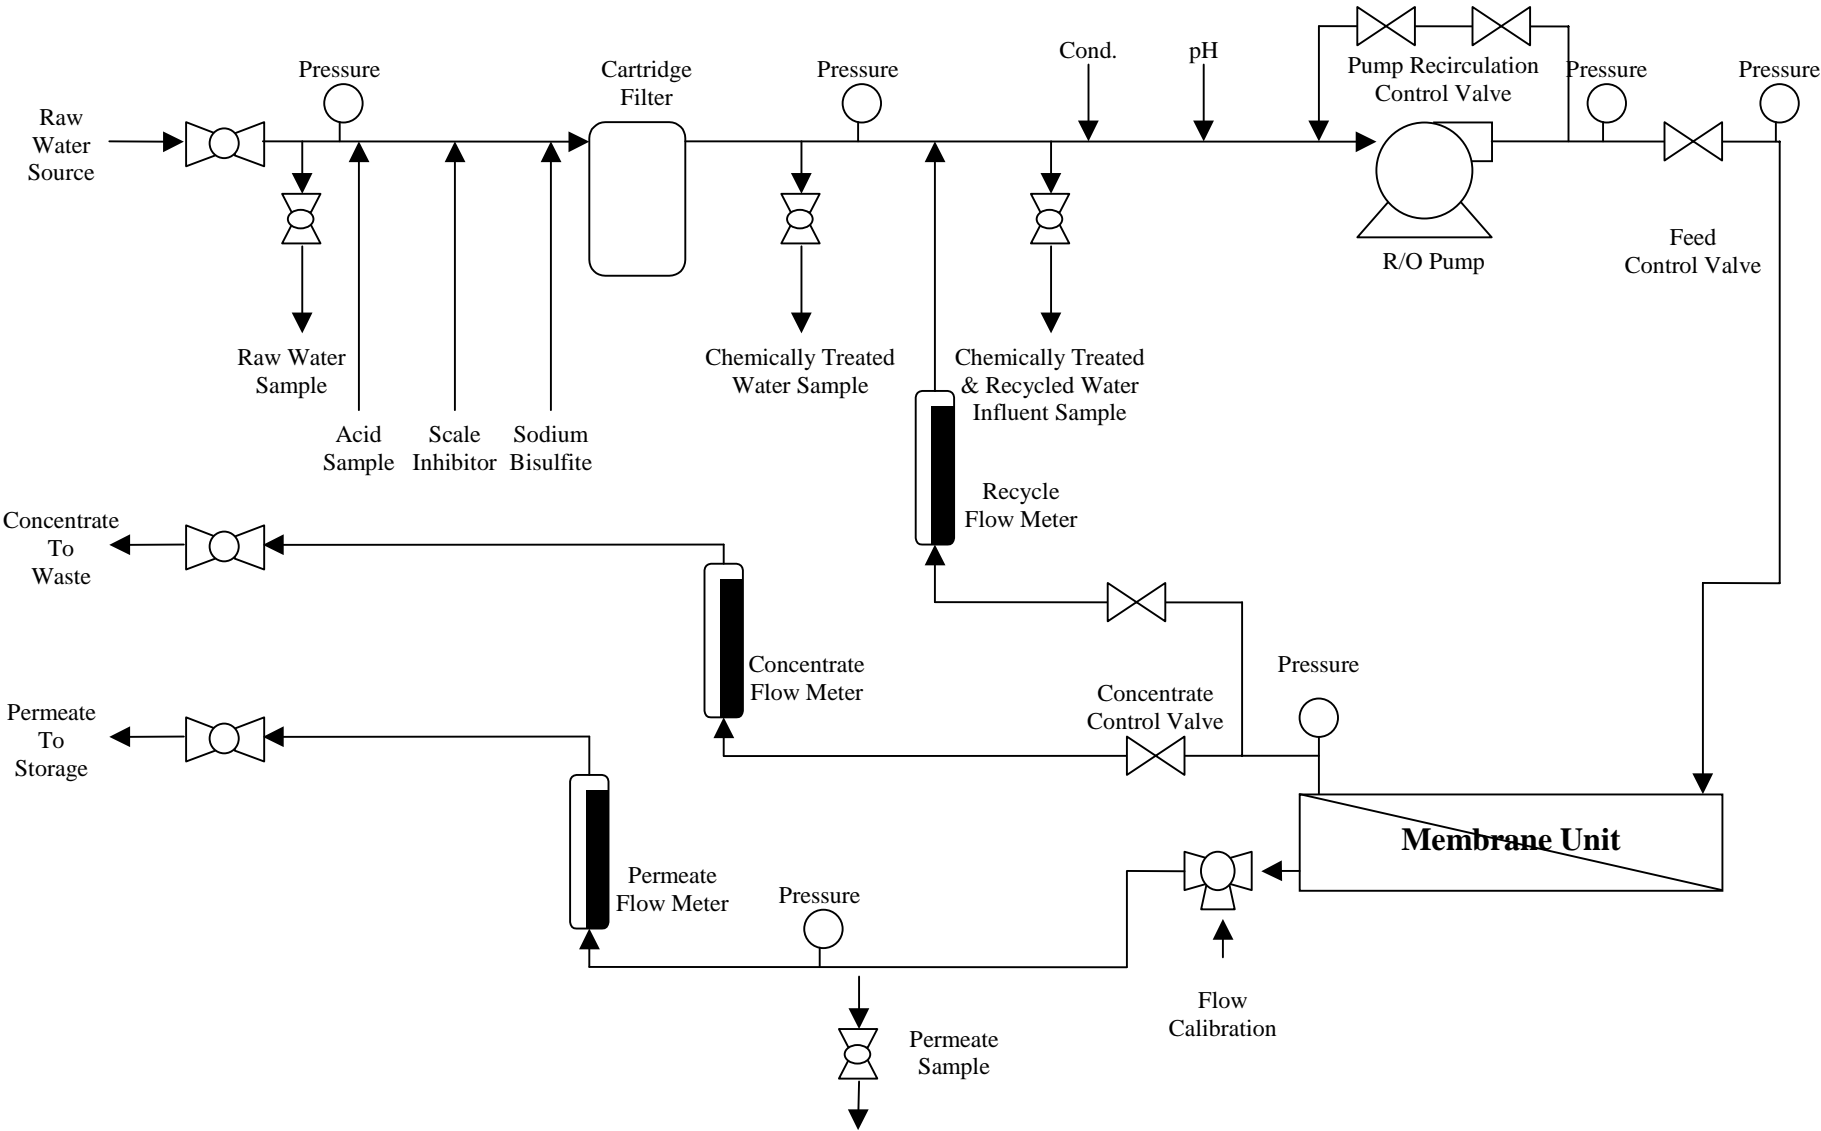 Cond.
pH
Pressure
Cartridge
Filter
Pressure
Pump Recirculation
Control Valve
Pressure
Pressure
Raw
Water
Source
Feed
Control Valve
R/O Pump
Raw Water
Sample
Chemically Treated
Water Sample
Chemically Treated
& Recycled Water
Influent Sample
Acid
Sample
Scale
Inhibitor
Sodium
Bisulfite
Recycle
Flow Meter
Concentrate
To
Waste
Concentrate
Flow Meter
Pressure
Concentrate
Control Valve
Permeate
To
Storage
Membrane Unit
Permeate
Flow Meter
Pressure
Flow
Calibration
Permeate
Sample